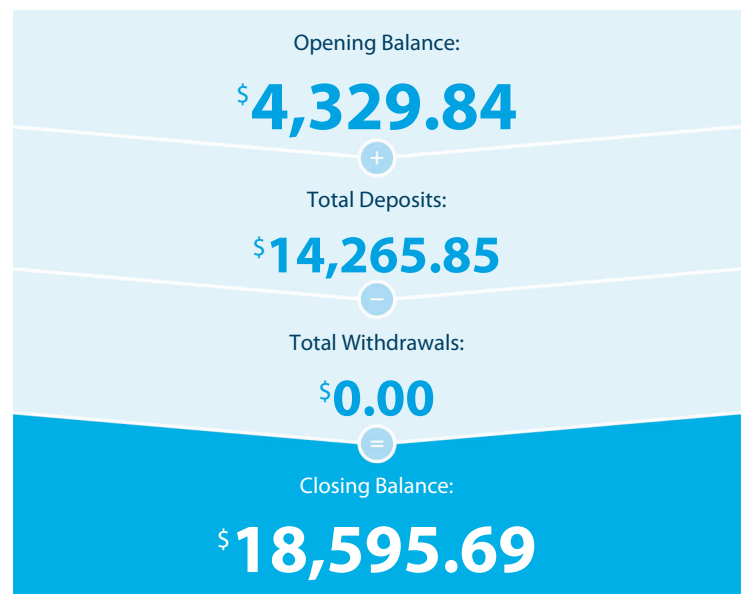 Opening Balance:
$4,329.84
+
Total Deposits:
$14,265.85
−
Total Withdrawals:
$0.00
=
Closing Balance:
$18,595.69